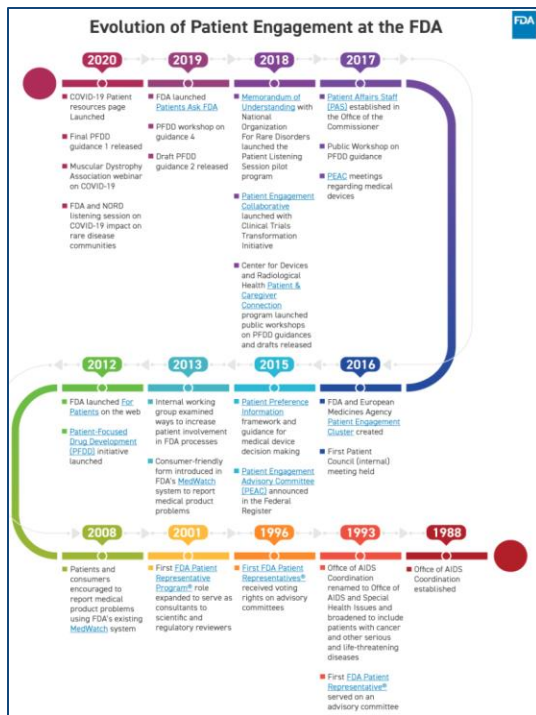 Evolution of Patient Engagement at the FDA
FDA
2020
COVID-19 Patient
resources page
Launched
Final PFDD
guidance 1 released
Muscular Dystrophy
Association webinar
on COVID-19
FDA and NORD
listening session on
COVID-19 impact on
rare disease
communities
2019
FDA launched
Patients Ask FDA
PFDD workshop on
guidance 4
Draft PFDD
guidance 2 released
2018
Memorandum of
Understanding with
National
Organization
For Rare Disorders
launched the
Patient Listening
Session pilot
program
Patient Engagement
Collaborative
launched with
Clinical Trials
Transformation
Initiative
Center for Devices
and Radiological
Health Patient &
Caregiver
Connection
program launched
public workshops
on PFDD guidances
and drafts released
2017
Patient Affairs Staff
(PAS) established in
the Office of the
Commissioner
Public Workshop on
PFDD guidance
PEAC meetings
regarding medical
devices
2012
FDA launched For
Patients on the web
Patient-Focused
Drug Development
(PFDD) initiative
launched
2013
Internal working
group examined
ways to increase
patient involvement
in FDA processes
Consumer-friendly
form introduced in
FDA's MedWatch
system to report
medical product
problems
2015
Patient Preference
Information
framework and
guidance for
medical device
decision making
Patient Engagement
Advisory Committee
(PEAC) announced
in the Federal
Register
2016
FDA and European
Medicines Agency
Patient Engagement
Cluster created
First Patient
Council (internal)
meeting held
2008
Patients and
consumers
encouraged to
report medical
product problems
using FDA's existing
MedWatch system
2001
First FDA Patient
Representative
Program® role
expanded to serve as
consultants to
scientific and
regulatory reviewers
1996
First FDA Patient
Representatives®
received voting
rights on advisory
committees
1993
Office of AIDS
Coordination
renamed to Office of
AIDS and Special
Health Issues and
broadened to include
patients with cancer
and other serious
and life-threatening
diseases
First FDA Patient
Representative®
served on an
advisory committee
1988
Office of AIDS
Coordination
established